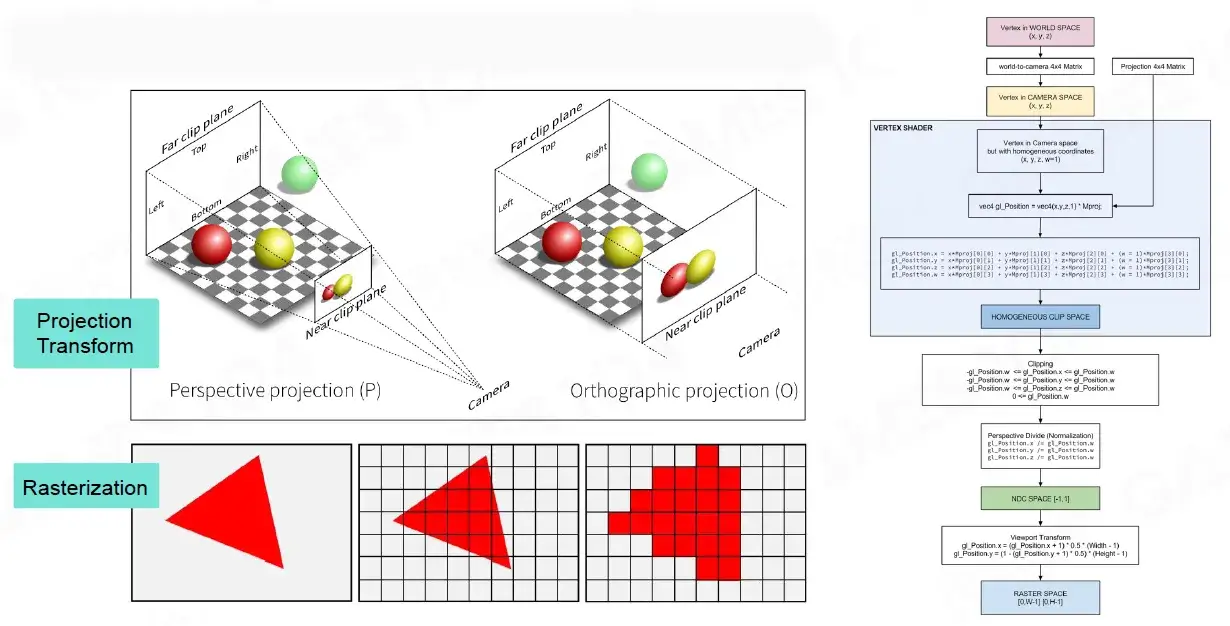 Projection
Transform
Far clip plane
Top
Right
Left
Bottom
Near clip plane
Camera
Perspective projection (P)
Far clip plane
Top
Right
Left
Bottom
Near clip plane
Camera
Orthographic projection (O)
Rasterization
Vertex in WORLD SPACE
(x, y, z)
world-to-camera 4x4 Matrix
Projection 4x4 Matrix
Vertex in CAMERA SPACE
(x, y, z)
VERTEX SHADER
Vertex in Camera space
but with homogeneous coordinates
(x, y, z, w=1)
vec4 gl_Position = vec4(x,y,z,1) * Mproj;
gl_Position.x = x*Mproj[0][0] + y*Mproj[1][0] + z*Mproj[2][0] + (w = 1)*Mproj[3][0];
gl_Position.y = x*Mproj[0][1] + y*Mproj[1][1] + z*Mproj[2][1] + (w = 1)*Mproj[3][1];
gl_Position.z = x*Mproj[0][2] + y*Mproj[1][2] + z*Mproj[2][2] + (w = 1)*Mproj[3][2];
gl_Position.w = x*Mproj[0][3] + y*Mproj[1][3] + z*Mproj[2][3] + (w = 1)*Mproj[3][3];
HOMOGENEOUS CLIP SPACE
Clipping
-gl_Position.w <= gl_Position.x <= gl_Position.w
-gl_Position.w <= gl_Position.y <= gl_Position.w
-gl_Position.w <= gl_Position.z <= gl_Position.w
0 <= gl_Position.w
Perspective Divide (Normalization)
gl_Position.x /= gl_Position.w
gl_Position.y /= gl_Position.w
gl_Position.z /= gl_Position.w
NDC SPACE [-1,1]
Viewport Transform
gl_Position.x = (gl_Position.x + 1) * 0.5 * (Width - 1)
gl_Position.y = (1 - (gl_Position.y + 1) * 0.5) * (Height - 1)
RASTER SPACE
[0,W-1] [0,H-1]